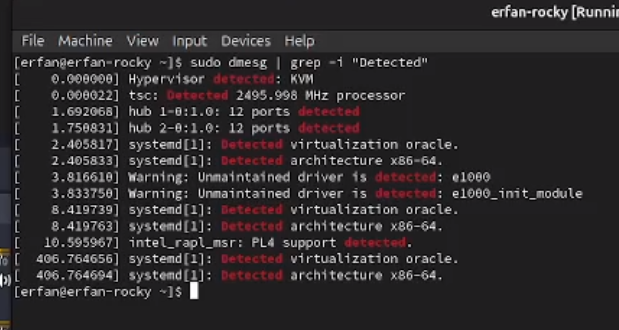 erfan-rocky [Runnin
File Machine View Input Devices Help
[erfan@erfan-rocky ~]$ sudo dmesg | grep -i "Detected"
[    0.000000] Hypervisor detected: KVM
[    0.000022] tsc: Detected 2495.998 MHz processor
[    1.692068] hub 1-0:1.0: 12 ports detected
[    1.750831] hub 2-0:1.0: 12 ports detected
[    2.405817] systemd[1]: Detected virtualization oracle.
[    2.405833] systemd[1]: Detected architecture x86-64.
[    3.816610] Warning: Unmaintained driver is detected: e1000
[    3.833750] Warning: Unmaintained driver is detected: e1000_init_module
[    8.419739] systemd[1]: Detected virtualization oracle.
[    8.419763] systemd[1]: Detected architecture x86-64.
[   10.595967] intel_rapl_msr: PL4 support detected.
[  406.764656] systemd[1]: Detected virtualization oracle.
[  406.764694] systemd[1]: Detected architecture x86-64.
[erfan@erfan-rocky ~]$